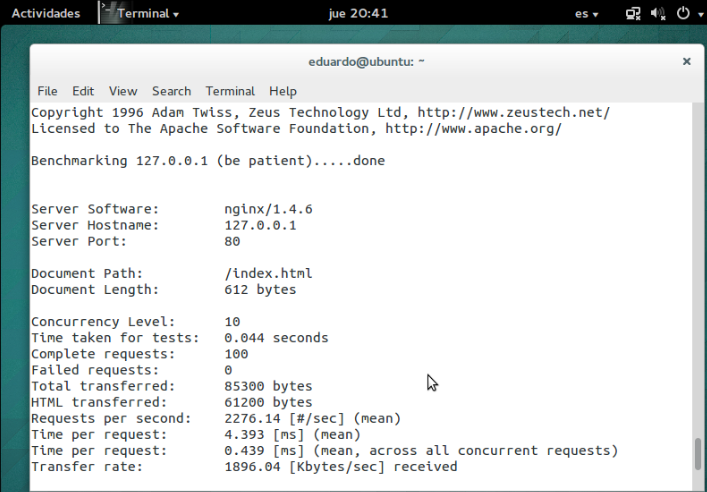 Actividades Terminal jue 20:41 es
eduardo@ubuntu: ~ ×
File Edit View Search Terminal Help
Copyright 1996 Adam Twiss, Zeus Technology Ltd, http://www.zeustech.net/
Licensed to The Apache Software Foundation, http://www.apache.org/
Benchmarking 127.0.0.1 (be patient).....done
Server Software: nginx/1.4.6
Server Hostname: 127.0.0.1
Server Port: 80
Document Path: /index.html
Document Length: 612 bytes
Concurrency Level: 10
Time taken for tests: 0.044 seconds
Complete requests: 100
Failed requests: 0
Total transferred: 85300 bytes
HTML transferred: 61200 bytes
Requests per second: 2276.14 [#/sec] (mean)
Time per request: 4.393 [ms] (mean)
Time per request: 0.439 [ms] (mean, across all concurrent requests)
Transfer rate: 1896.04 [Kbytes/sec] received